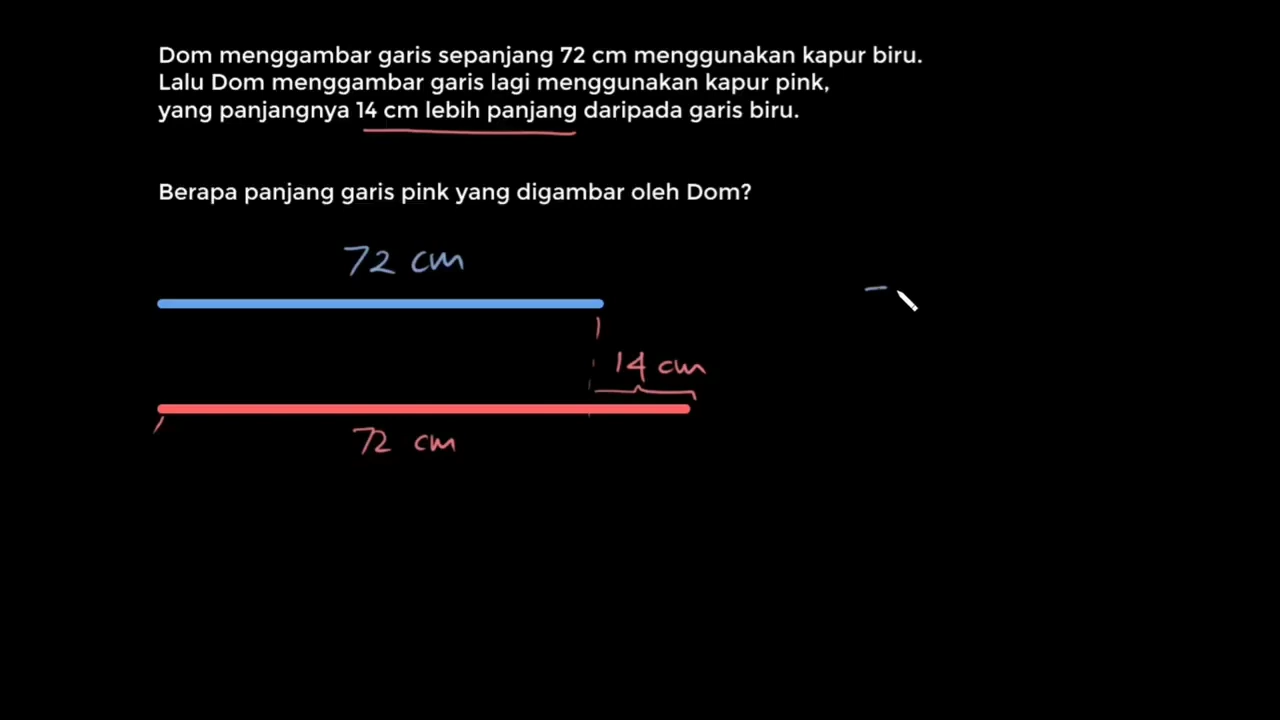 Dom menggambar garis sepanjang 72 cm menggunakan kapur biru.
Lalu Dom menggambar garis lagi menggunakan kapur pink,
yang panjangnya 14 cm lebih panjang daripada garis biru.
Berapa panjang garis pink yang digambar oleh Dom?
72 cm
14 cm
72 cm